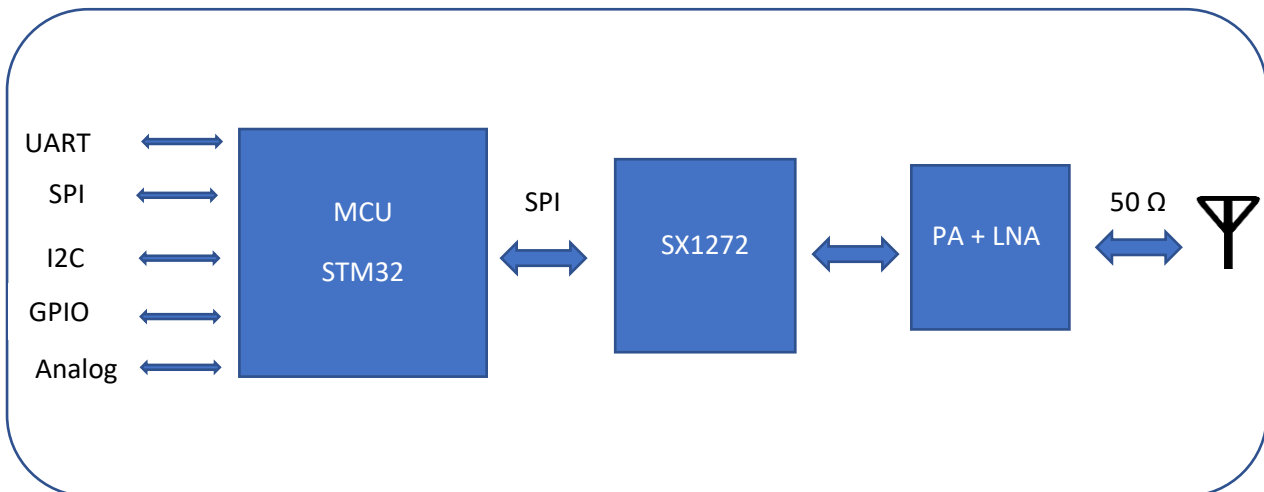 UART
SPI
I2C
GPIO
Analog
MCU
STM32
SPI
SX1272
PA + LNA
50 Ω